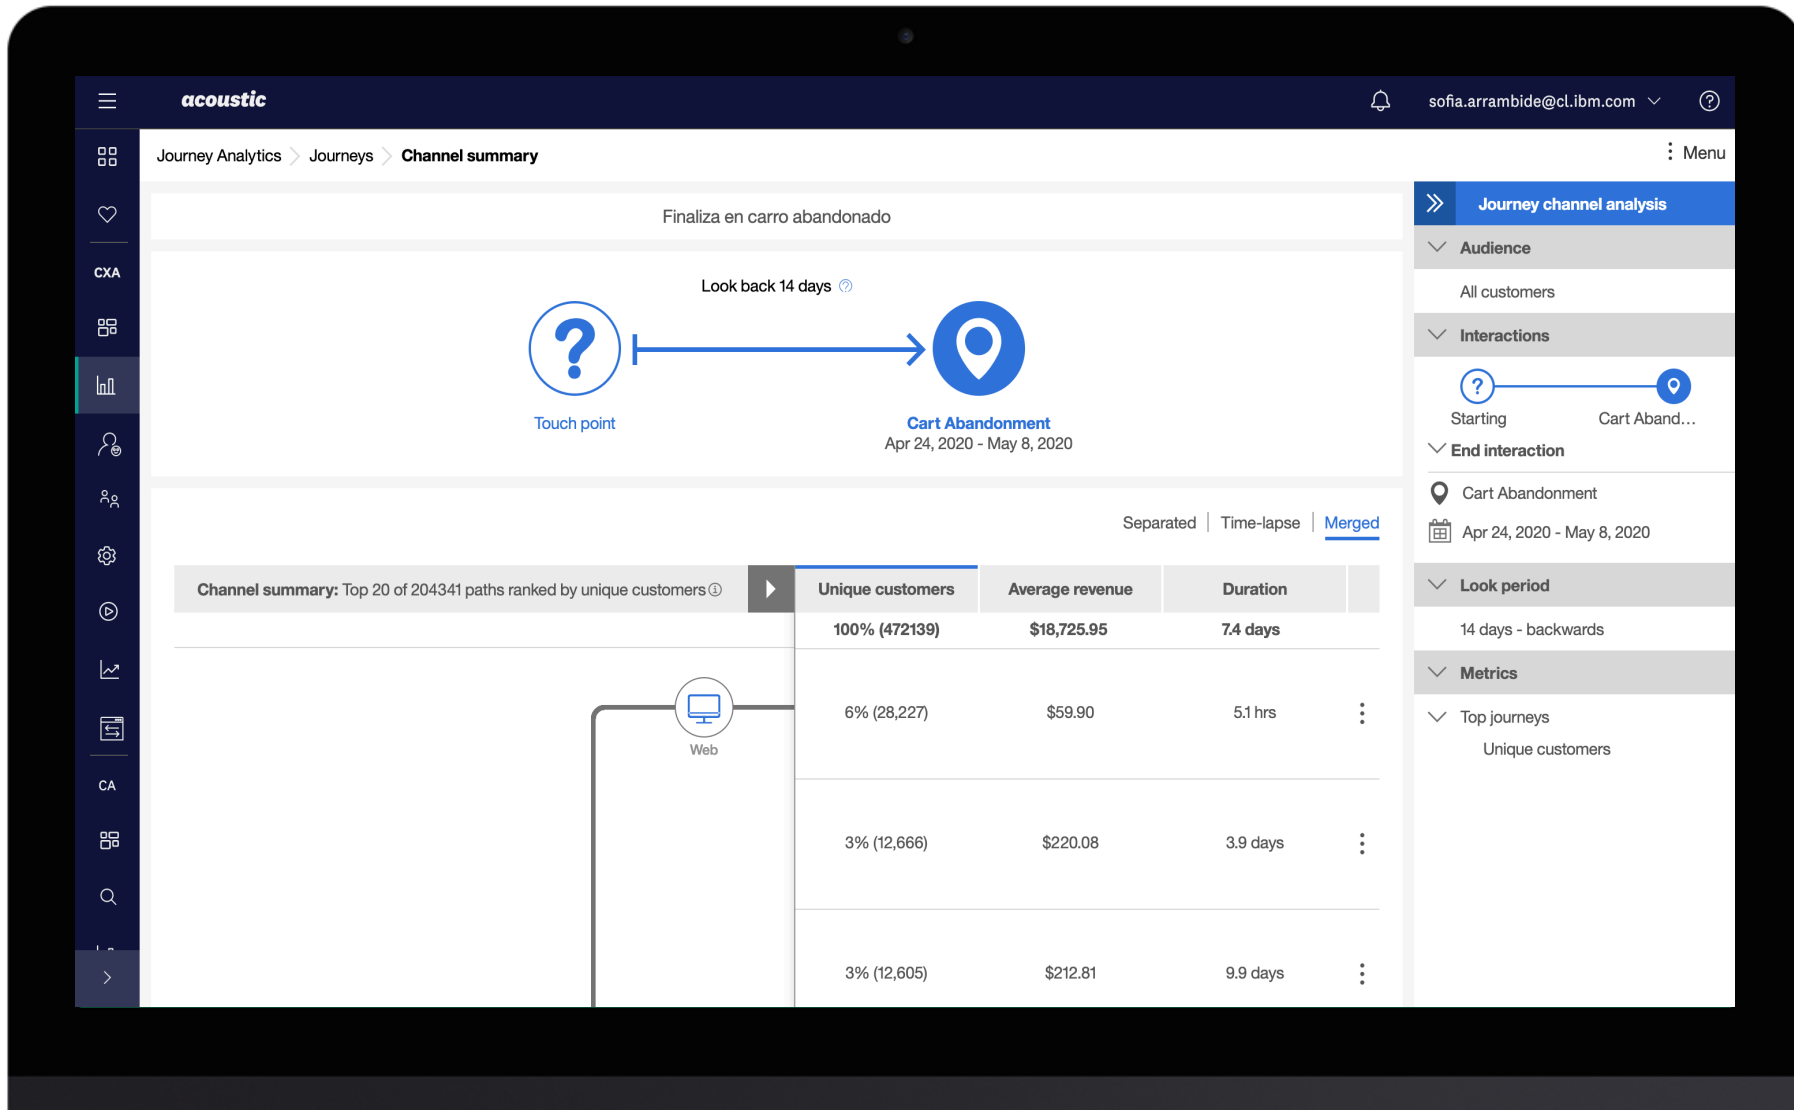 acoustic
sofia.arrambide@cl.ibm.com
Journey Analytics Journeys Channel summary
Menu
CXA
CA
Finaliza en carro abandonado
Look back 14 days
Touch point
Cart Abandonment
Apr 24, 2020 - May 8, 2020
Separated Time-lapse Merged
Channel summary: Top 20 of 204341 paths ranked by unique customers
Unique customers Average revenue Duration
100% (472139) $18,725.95 7.4 days
Web
6% (28,227) $59.90 5.1 hrs
3% (12,666) $220.08 3.9 days
3% (12,605) $212.81 9.9 days
Journey channel analysis
Audience
All customers
Interactions
Starting Cart Aband...
End interaction
Cart Abandonment
Apr 24, 2020 - May 8, 2020
Look period
14 days - backwards
Metrics
Top journeys
Unique customers